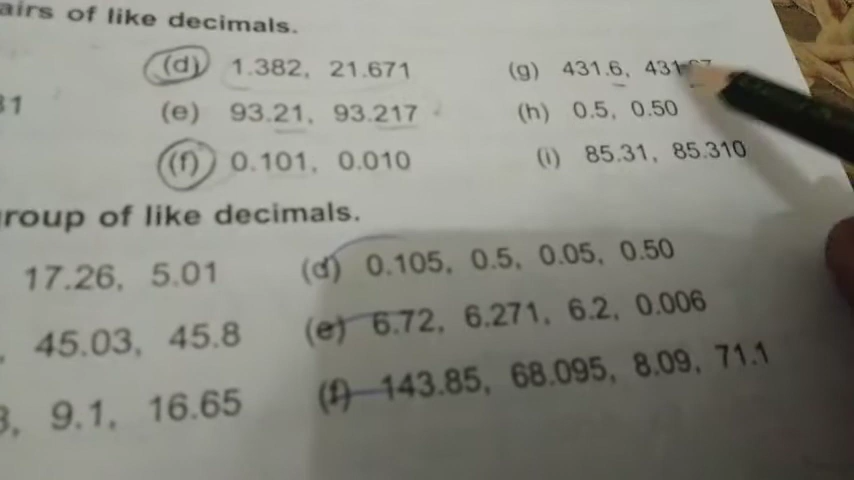 airs of like decimals.
(d) 1.382, 21.671 (g) 431.6,
31 (e) 93.21, 93.217 (h) 0.5, 0.50
(f) 0.101, 0.010 (i) 85.31, 85.310
roup of like decimals.
17.26, 5.01 (d) 0.105, 0.5, 0.05, 0.50
, 45.03, 45.8 (e) 6.72, 6.271, 6.2, 0.006
3, 9.1, 16.65 (f) 143.85, 68.095, 8.09, 71.1